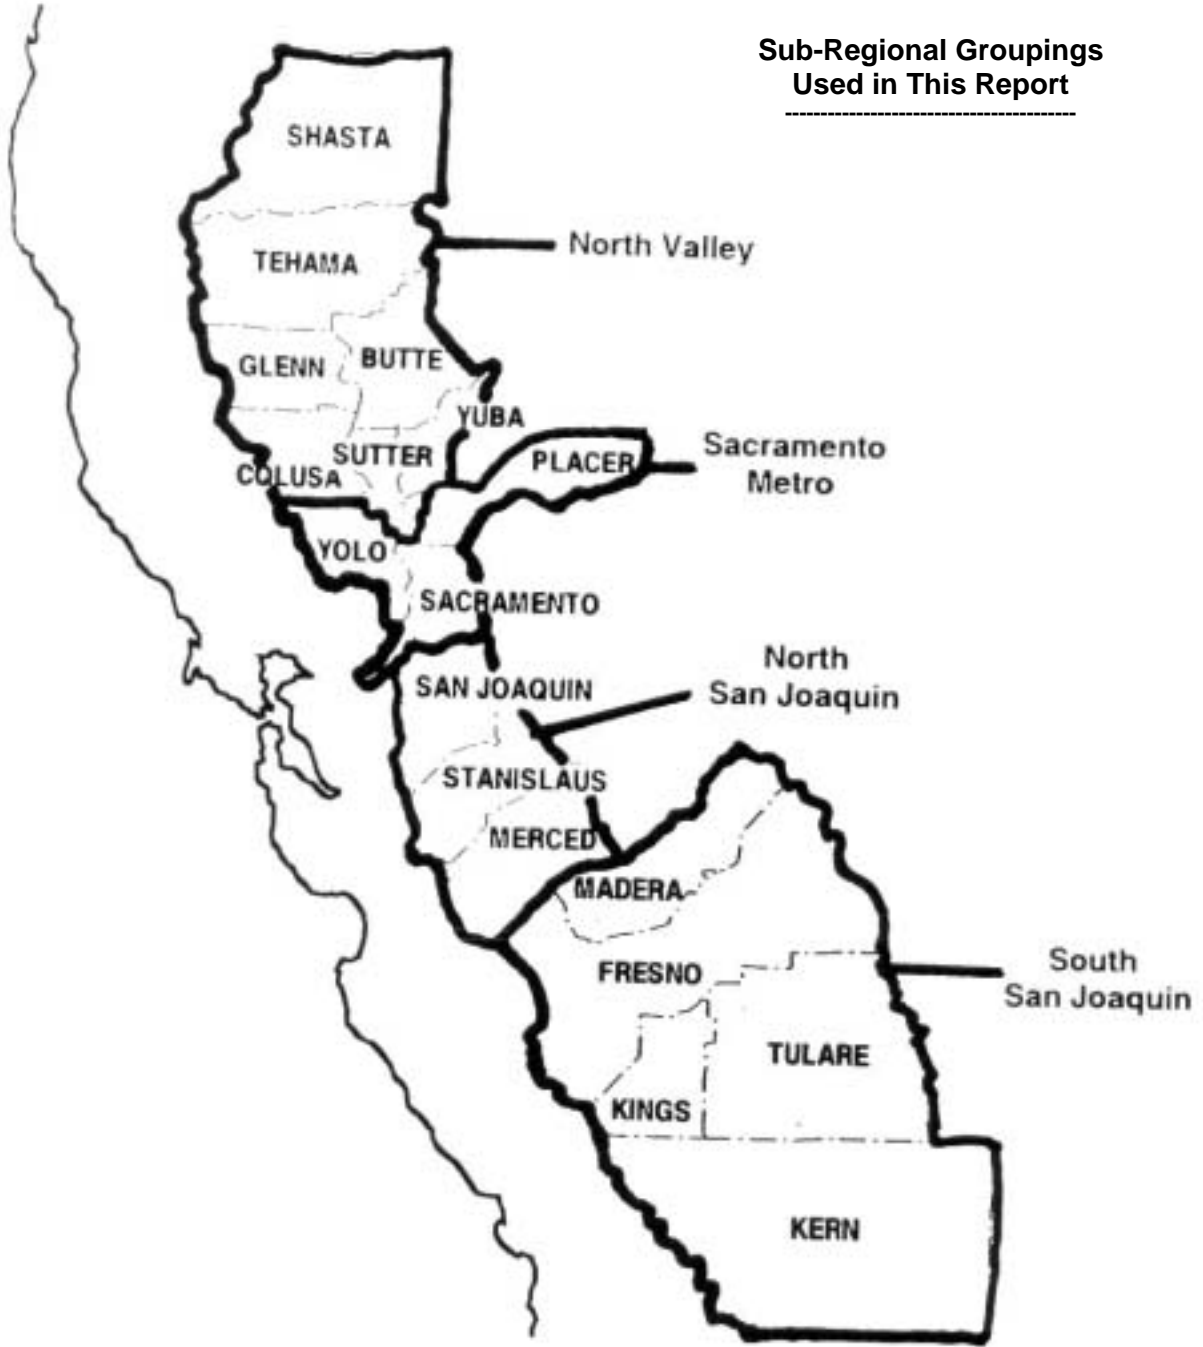 Sub-Regional Groupings
Used in This Report
-----------------------------------------
SHASTA
North Valley
TEHAMA
GLENN
BUTTE
YUBA
SUTTER
COLUSA
PLACER
Sacramento
Metro
YOLO
SACRAMENTO
North
San Joaquin
SAN JOAQUIN
STANISLAUS
MERCED
MADERA
FRESNO
South
San Joaquin
TULARE
KINGS
KERN